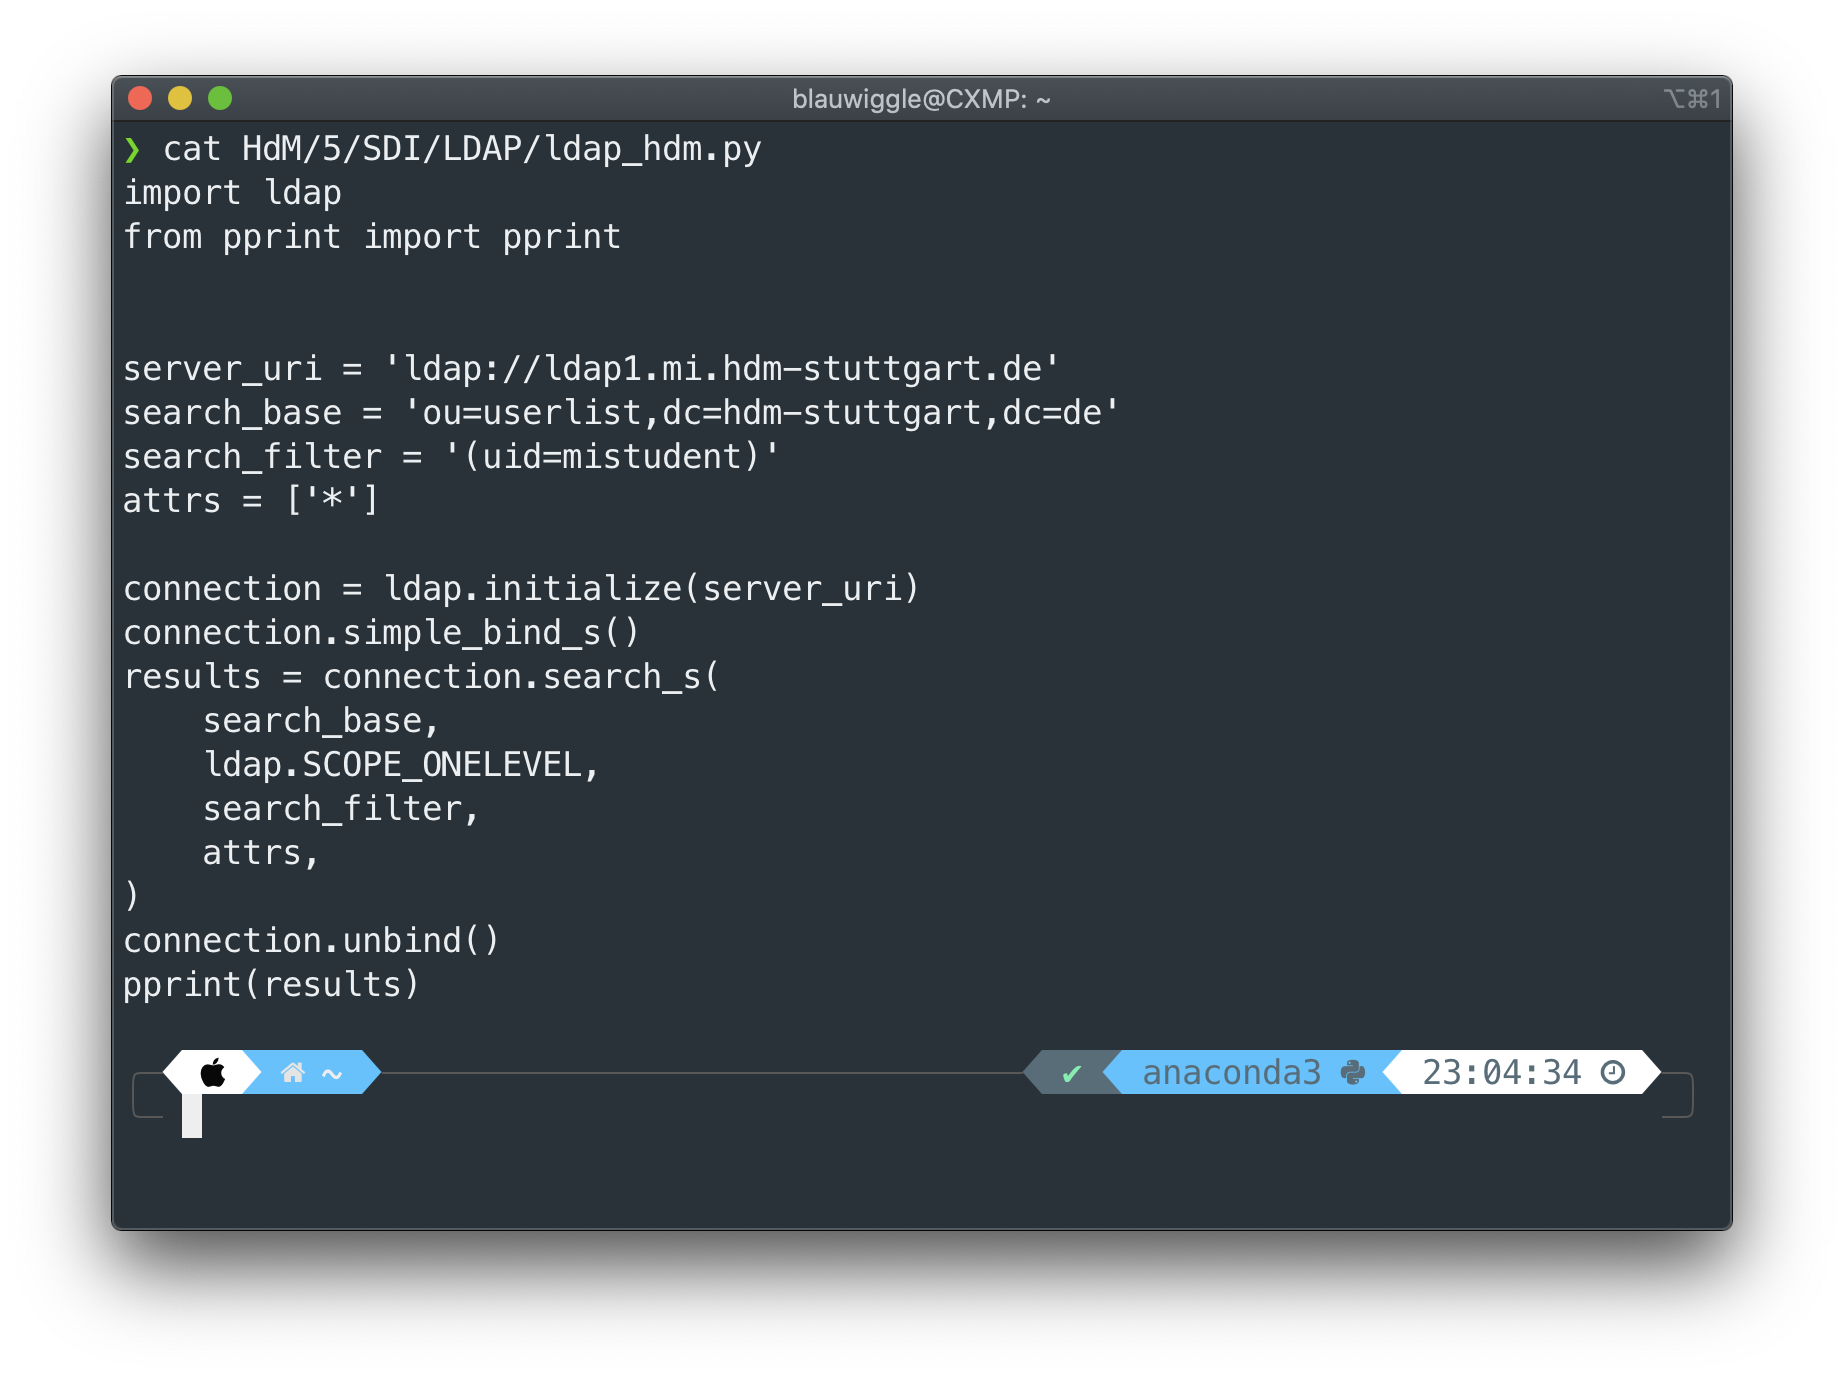 blauwiggle@CXMP: ~ ⌥⌘1
❯ cat HdM/5/SDI/LDAP/ldap_hdm.py
import ldap
from pprint import pprint
server_uri = 'ldap://ldap1.mi.hdm-stuttgart.de'
search_base = 'ou=userlist,dc=hdm-stuttgart,dc=de'
search_filter = '(uid=mistudent)'
attrs = ['*']
connection = ldap.initialize(server_uri)
connection.simple_bind_s()
results = connection.search_s(
    search_base,
    ldap.SCOPE_ONELEVEL,
    search_filter,
    attrs,
)
connection.unbind()
pprint(results)
~ ✔ anaconda3 23:04:34